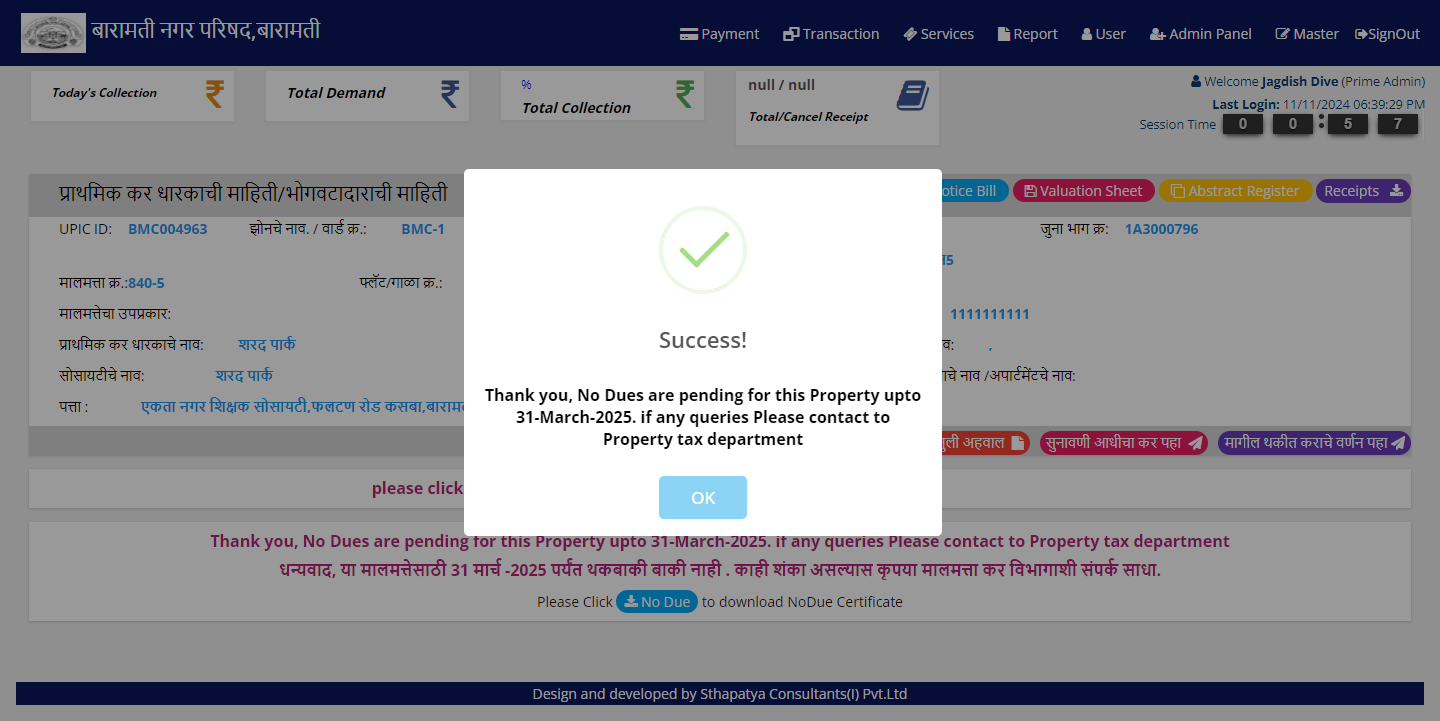 बारामती नगर परिषद,बारामती
Payment Transaction Services Report User Admin Panel Master SignOut
Today's Collection
Total Demand
%
Total Collection
null / null
Total/Cancel Receipt
Welcome Jagdish Dive (Prime Admin)
Last Login: 11/11/2024 06:39:29 PM
Session Time 0 0 : 5 7
प्राथमिक कर धारकाची माहिती/भोगवटादाराची माहिती
Bill Valuation Sheet Abstract Register Receipts
UPIC ID: BMC004963 झोनचे नाव. / वार्ड क्र.: BMC-1 जुना भाग क्र: 1A3000796
मालमत्ता क्र.:840-5 फ्लॅट/गाळा क्र.:
मालमत्तेचा उपप्रकार: 1111111111
प्राथमिक कर धारकाचे नाव: शरद पार्क ,
सोसायटीचे नाव: शरद पार्क नाव /अपार्टमेंटचे नाव:
पत्ता : एकता नगर शिक्षक सोसायटी,फलटण रोड कसबा,
अहवाल सुनावणी आधीचा कर पहा मागील थकीत कराचे वर्णन पहा
please click
Success!
Thank you, No Dues are pending for this Property upto
31-March-2025. if any queries Please contact to
Property tax department
OK
Thank you, No Dues are pending for this Property upto 31-March-2025. if any queries Please contact to Property tax department
धन्यवाद, या मालमत्तेसाठी 31 मार्च -2025 पर्यंत थकबाकी बाकी नाही . काही शंका असल्यास कृपया मालमत्ता कर विभागाशी संपर्क साधा.
Please Click No Due to download NoDue Certificate
Design and developed by Sthapatya Consultants(I) Pvt.Ltd